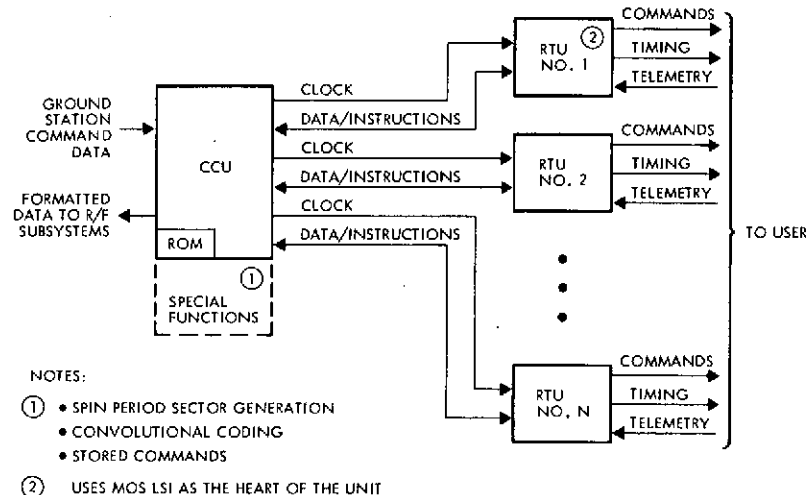 GROUND
STATION
COMMAND
DATA
FORMATTED
DATA TO R/F
SUBSYSTEMS
CCU
ROM
①
SPECIAL
FUNCTIONS
CLOCK
DATA/INSTRUCTIONS
CLOCK
DATA/INSTRUCTIONS
CLOCK
DATA/INSTRUCTIONS
RTU
NO. 1
②
COMMANDS
TIMING
TELEMETRY
RTU
NO. 2
COMMANDS
TIMING
TELEMETRY
RTU
NO. N
COMMANDS
TIMING
TELEMETRY
TO USER
NOTES:
① • SPIN PERIOD SECTOR GENERATION
• CONVOLUTIONAL CODING
• STORED COMMANDS
② USES MOS LSI AS THE HEART OF THE UNIT